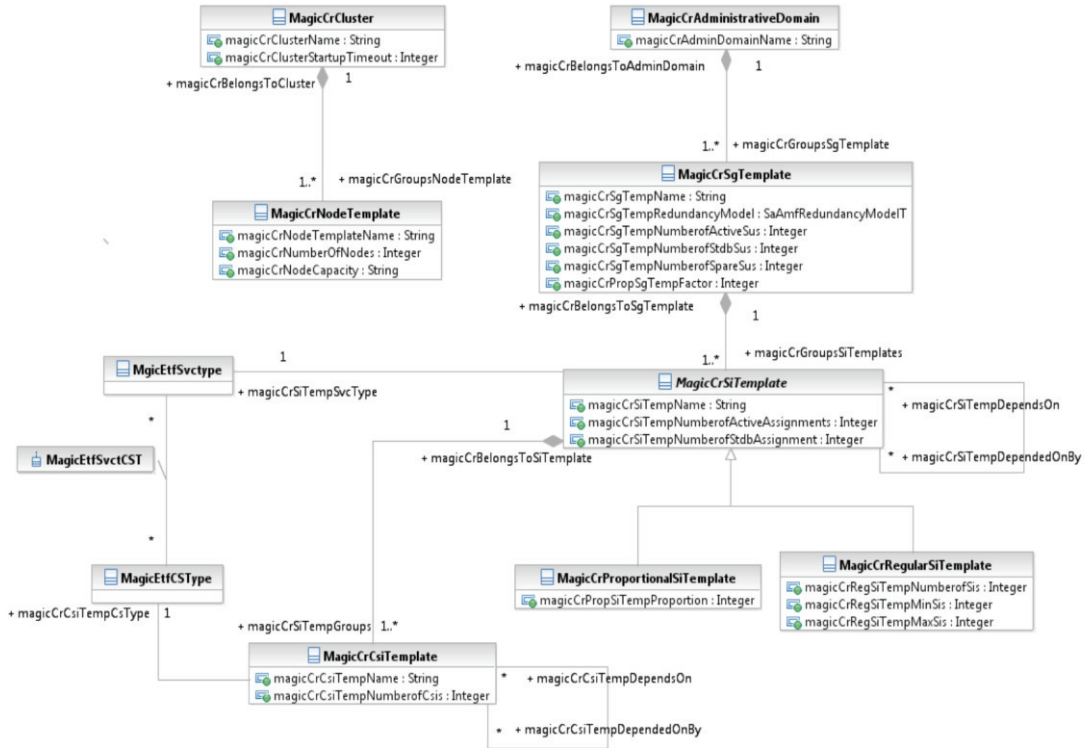 MagicCrCluster
magicCrClusterName : String
magicCrClusterStartupTimeout : Integer
+ magicCrBelongsToCluster
1
1..*
+ magicCrGroupsNodeTemplate
MagicCrNodeTemplate
magicCrNodeTemplateName : String
magicCrNumberOfNodes : Integer
magicCrNodeCapacity : String
MagicCrAdministrativeDomain
magicCrAdminDomainName : String
+ magicCrBelongsToAdminDomain
1
1..*
+ magicCrGroupsSgTemplate
MagicCrSgTemplate
magicCrSgTempName : String
magicCrSgTempRedundancyModel : SaAmfRedundancyModelT
magicCrSgTempNumberofActiveSus : Integer
magicCrSgTempNumberofStdbSus : Integer
magicCrSgTempNumberofSpareSus : Integer
magicCrPropSgTempFactor : Integer
+ magicCrBelongsToSgTemplate
1
1..*
+ magicCrGroupsSiTemplates
MgicEtfSvctype
1
+ magicCrSiTempSvcType
MagicCrSiTemplate
magicCrSiTempName : String
magicCrSiTempNumberofActiveAssignments : Integer
magicCrSiTempNumberofStdbAssignment : Integer
*
+ magicCrSiTempDependsOn
*
+ magicCrSiTempDependedOnBy
1
+ magicCrBelongsToSiTemplate
*
MagicEtfSvctCST
*
MagicEtfCSType
+ magicCrCsiTempCsType
1
MagicCrProportionalSiTemplate
magicCrPropSiTempProportion : Integer
MagicCrRegularSiTemplate
magicCrRegSiTempNumberofSis : Integer
magicCrRegSiTempMinSis : Integer
magicCrRegSiTempMaxSis : Integer
+ magicCrSiTempGroups
1..*
MagicCrCsiTemplate
magicCrCsiTempName : String
magicCrCsiTempNumberofCsis : Integer
*
+ magicCrCsiTempDependsOn
*
+ magicCrCsiTempDependedOnBy